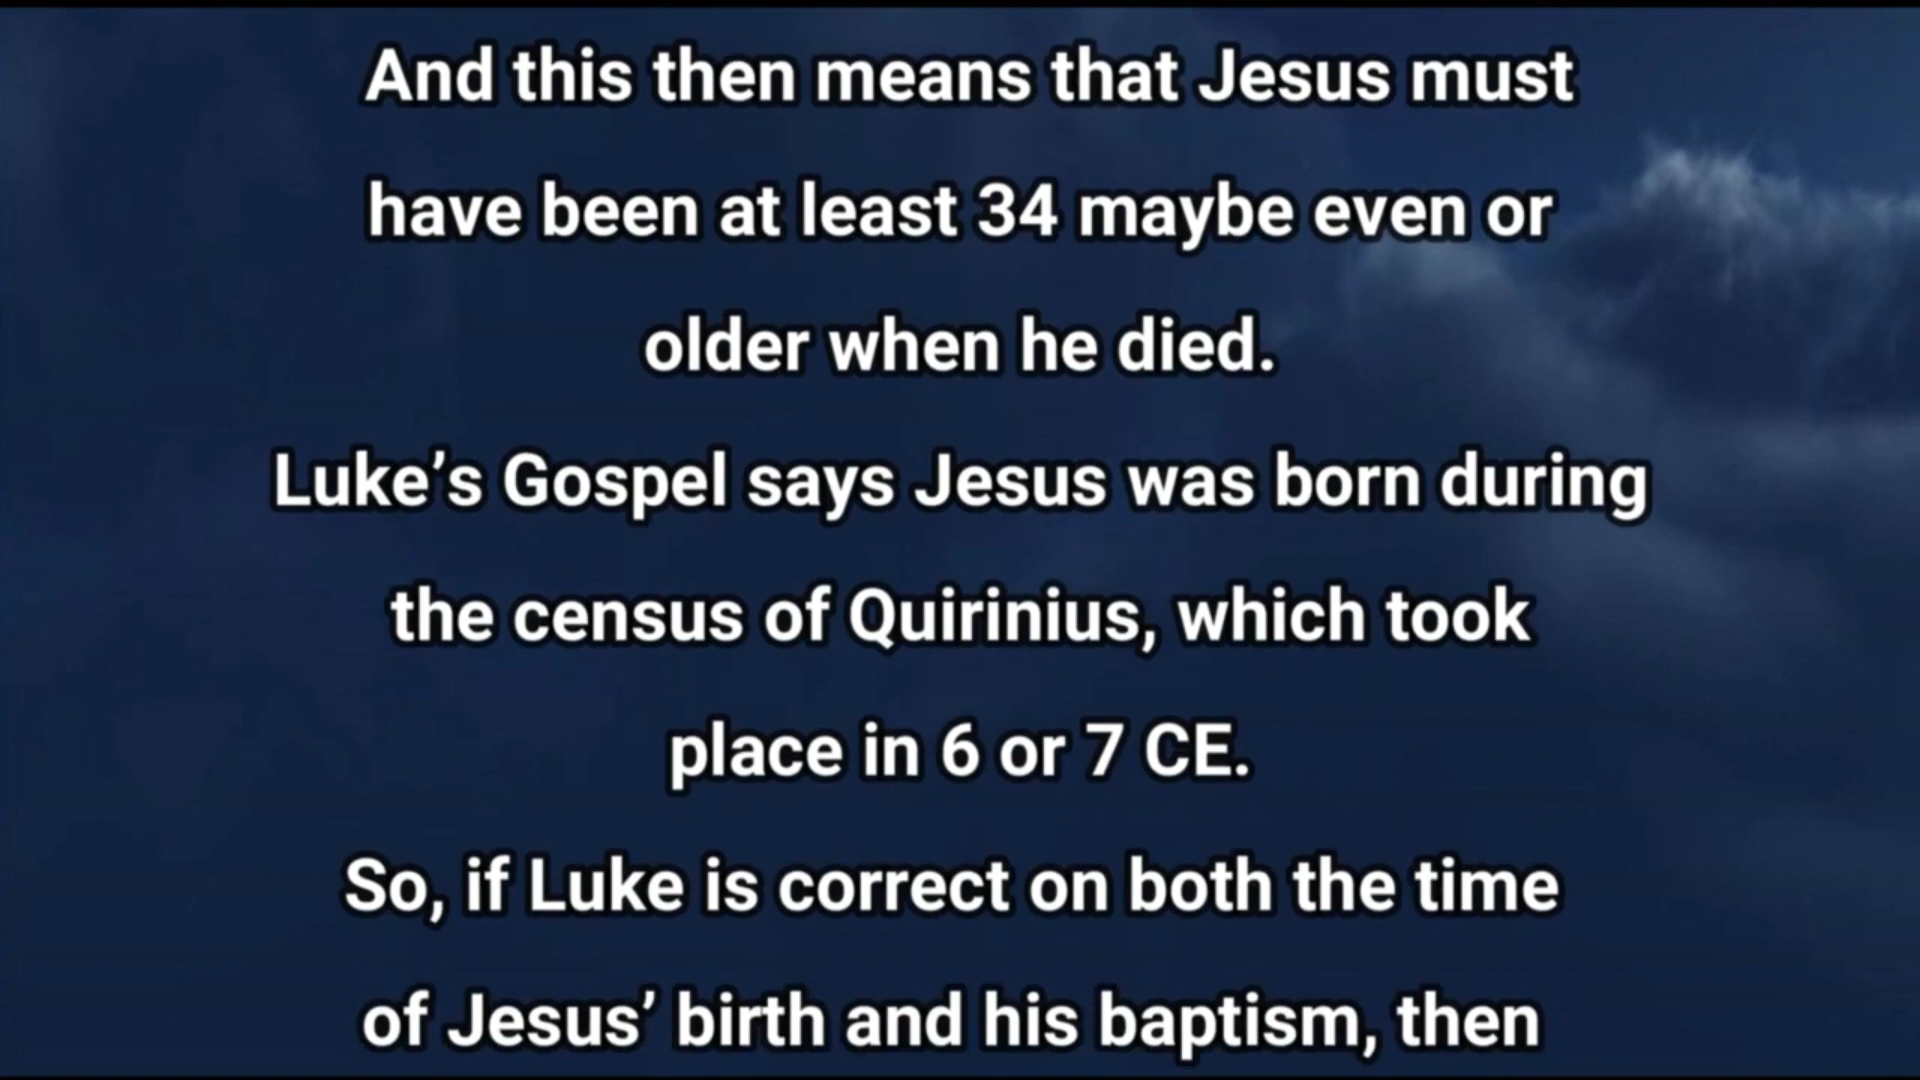 And this then means that Jesus must
have been at least 34 maybe even or
older when he died.
Luke’s Gospel says Jesus was born during
the census of Quirinius, which took
place in 6 or 7 CE.
So, if Luke is correct on both the time
of Jesus’ birth and his baptism, then